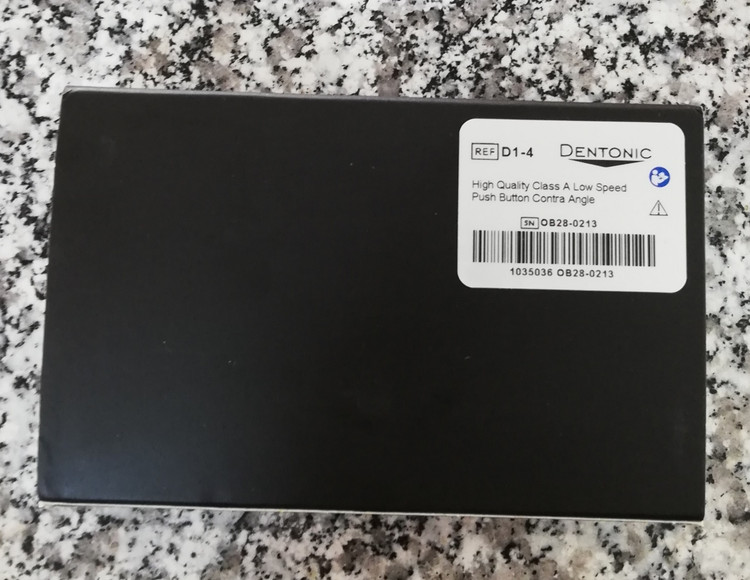 REF D1-4 DENTONIC
High Quality Class A Low Speed
Push Button Contra Angle
SN OB28-0213
1035036 OB28-0213